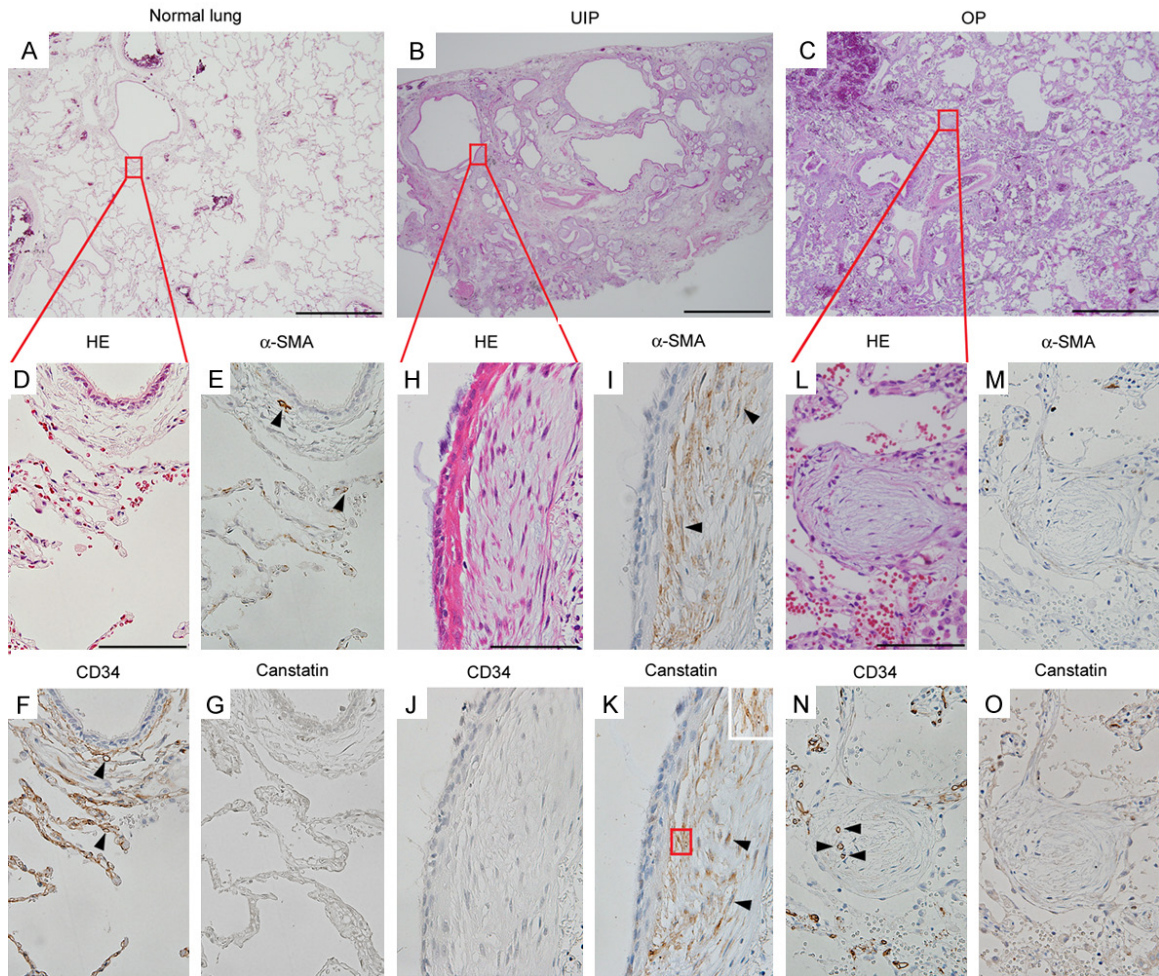 Normal lung
UIP
OP
A
B
C
HE
α-SMA
HE
α-SMA
HE
α-SMA
D
E
H
I
L
M
CD34
Canstatin
CD34
Canstatin
CD34
Canstatin
F
G
J
K
N
O